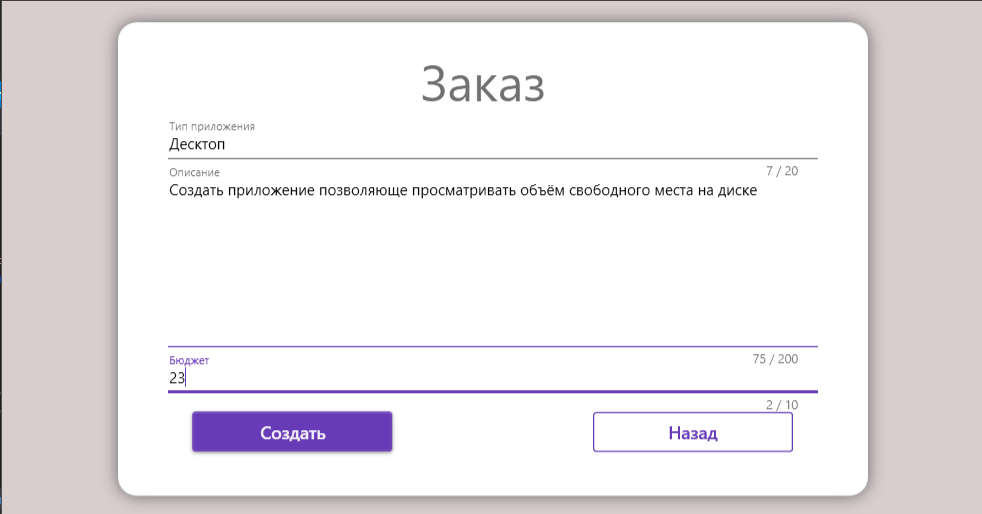 Заказ
Тип приложения
Десктоп
7 / 20
Описание
Создать приложение позволяюще просматривать объём свободного места на диске
75 / 200
Бюджет
23
2 / 10
Создать
Назад